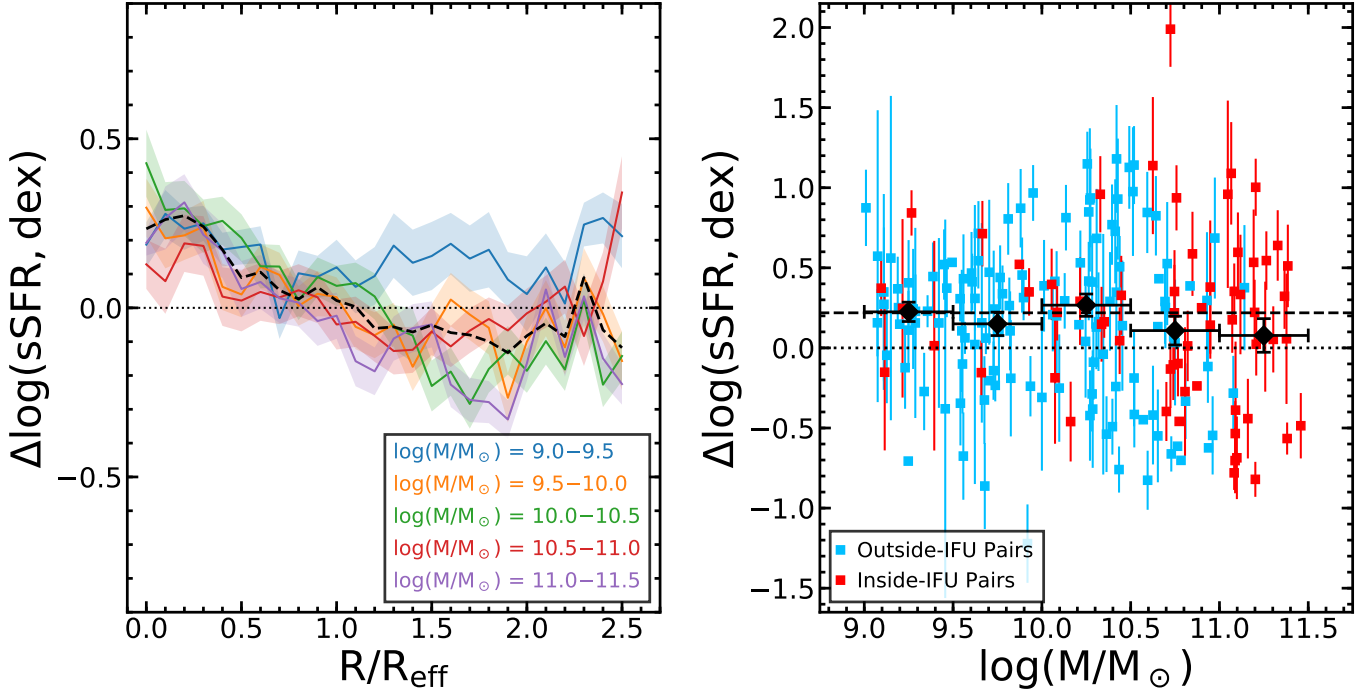 Δlog(sSFR, dex)
0.5
0.0
−0.5
0.0 0.5 1.0 1.5 2.0 2.5
R/R_eff
log(M/M☉) = 9.0−9.5
log(M/M☉) = 9.5−10.0
log(M/M☉) = 10.0−10.5
log(M/M☉) = 10.5−11.0
log(M/M☉) = 11.0−11.5
Δlog(sSFR, dex)
2.0
1.5
1.0
0.5
0.0
−0.5
−1.0
−1.5
9.0 9.5 10.0 10.5 11.0 11.5
log(M/M☉)
Outside-IFU Pairs
Inside-IFU Pairs